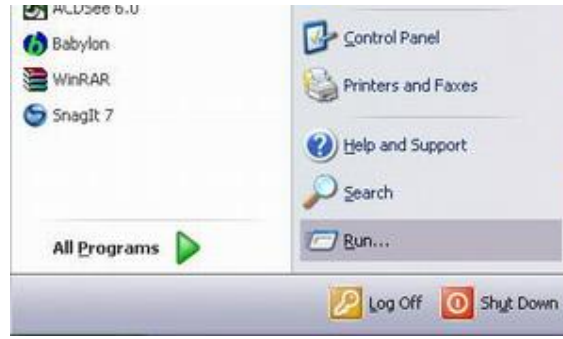 ACDSee 6.0
Babylon
WinRAR
SnagIt 7
All Programs
Control Panel
Printers and Faxes
Help and Support
Search
Run...
Log Off
Shut Down